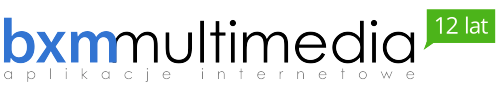 bxmmultimedia
12 lat
aplikacje internetowe